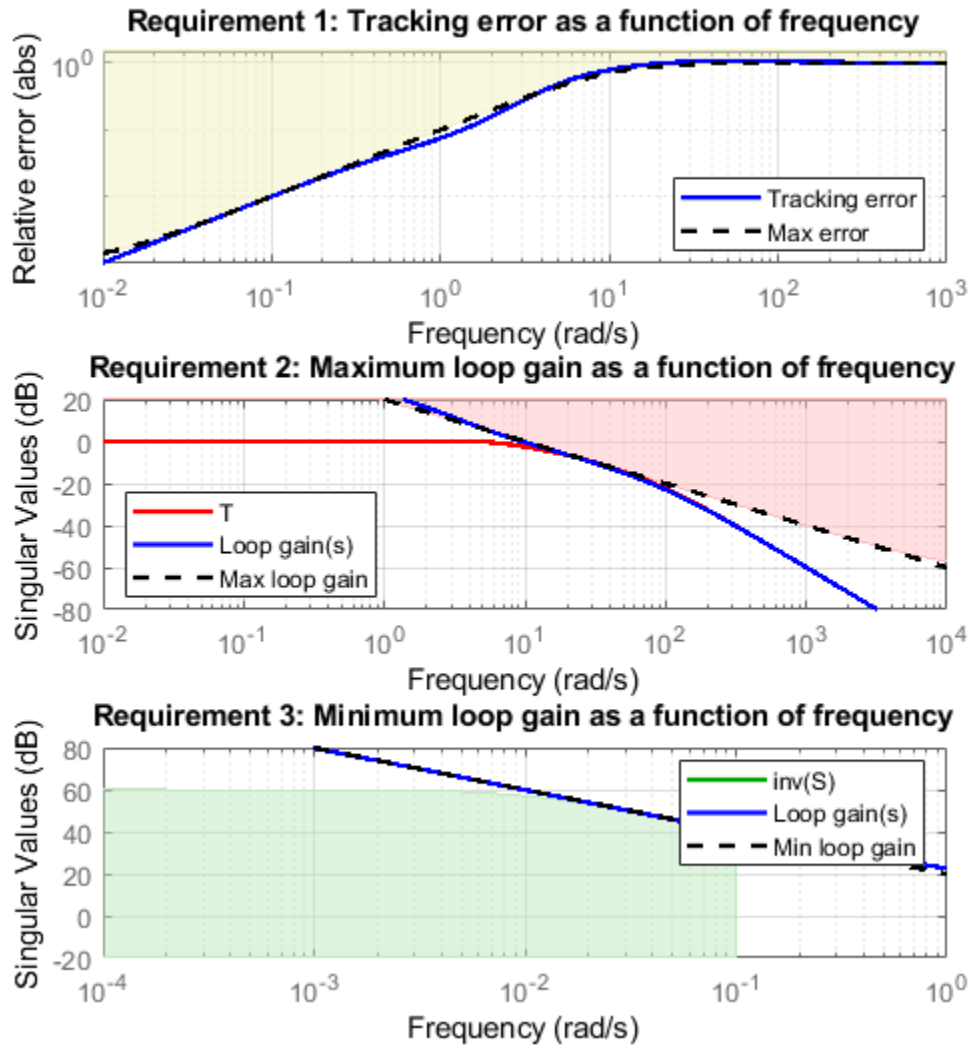 Requirement 1: Tracking error as a function of frequency
Relative error (abs)
10^0
Tracking error
Max error
10^-2 10^-1 10^0 10^1 10^2 10^3
Frequency (rad/s)
Requirement 2: Maximum loop gain as a function of frequency
Singular Values (dB)
20
0
-20
-40
-60
-80
T
Loop gain(s)
Max loop gain
10^-2 10^-1 10^0 10^1 10^2 10^3 10^4
Frequency (rad/s)
Requirement 3: Minimum loop gain as a function of frequency
Singular Values (dB)
80
60
40
20
0
-20
inv(S)
Loop gain(s)
Min loop gain
10^-4 10^-3 10^-2 10^-1 10^0
Frequency (rad/s)